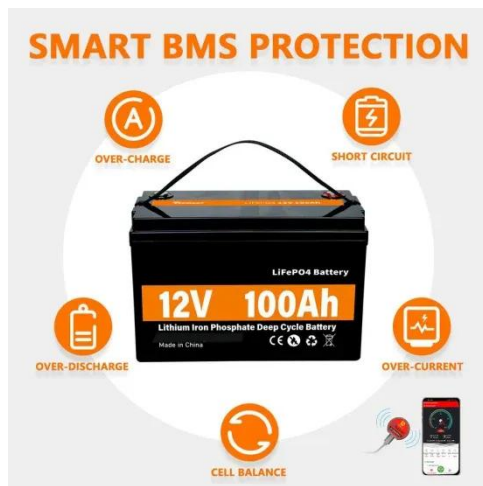 SMART BMS PROTECTION
OVER-CHARGE
SHORT CIRCUIT
LiFePO4 Battery
12V 100Ah
Lithium Iron Phosphate Deep Cycle Battery
Made in China
CE
OVER-DISCHARGE
OVER-CURRENT
CELL BALANCE